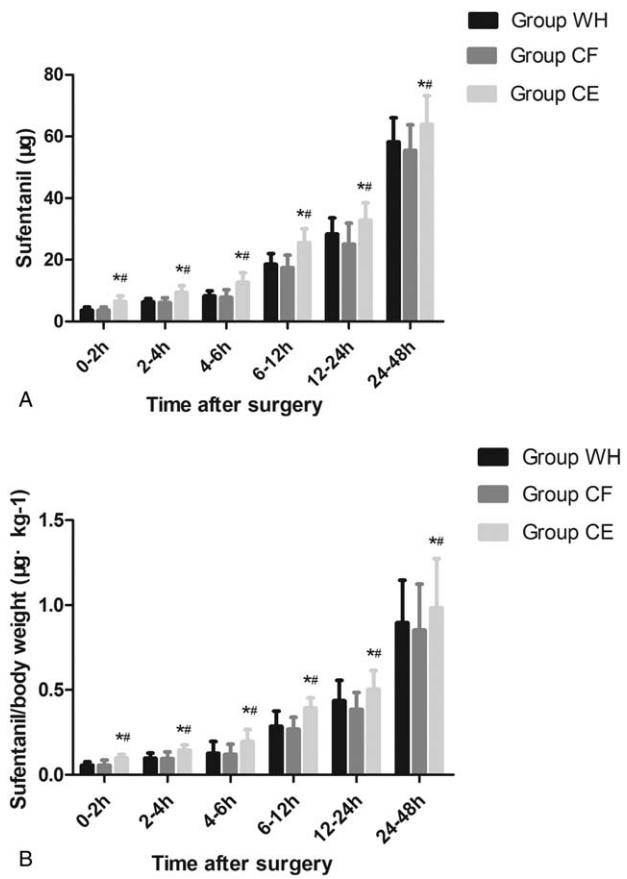 Group WH
Group CF
Group CE
80
60
40
20
0
Sufentanil (µg)
*#
*#
*#
*#
*#
*#
0-2h
2-4h
4-6h
6-12h
12-24h
24-48h
A
Time after surgery
Group WH
Group CF
Group CE
1.5
1.0
0.5
0.0
Sufentanil/body weight (µg· kg-1)
*#
*#
*#
*#
*#
*#
0-2h
2-4h
4-6h
6-12h
12-24h
24-48h
B
Time after surgery